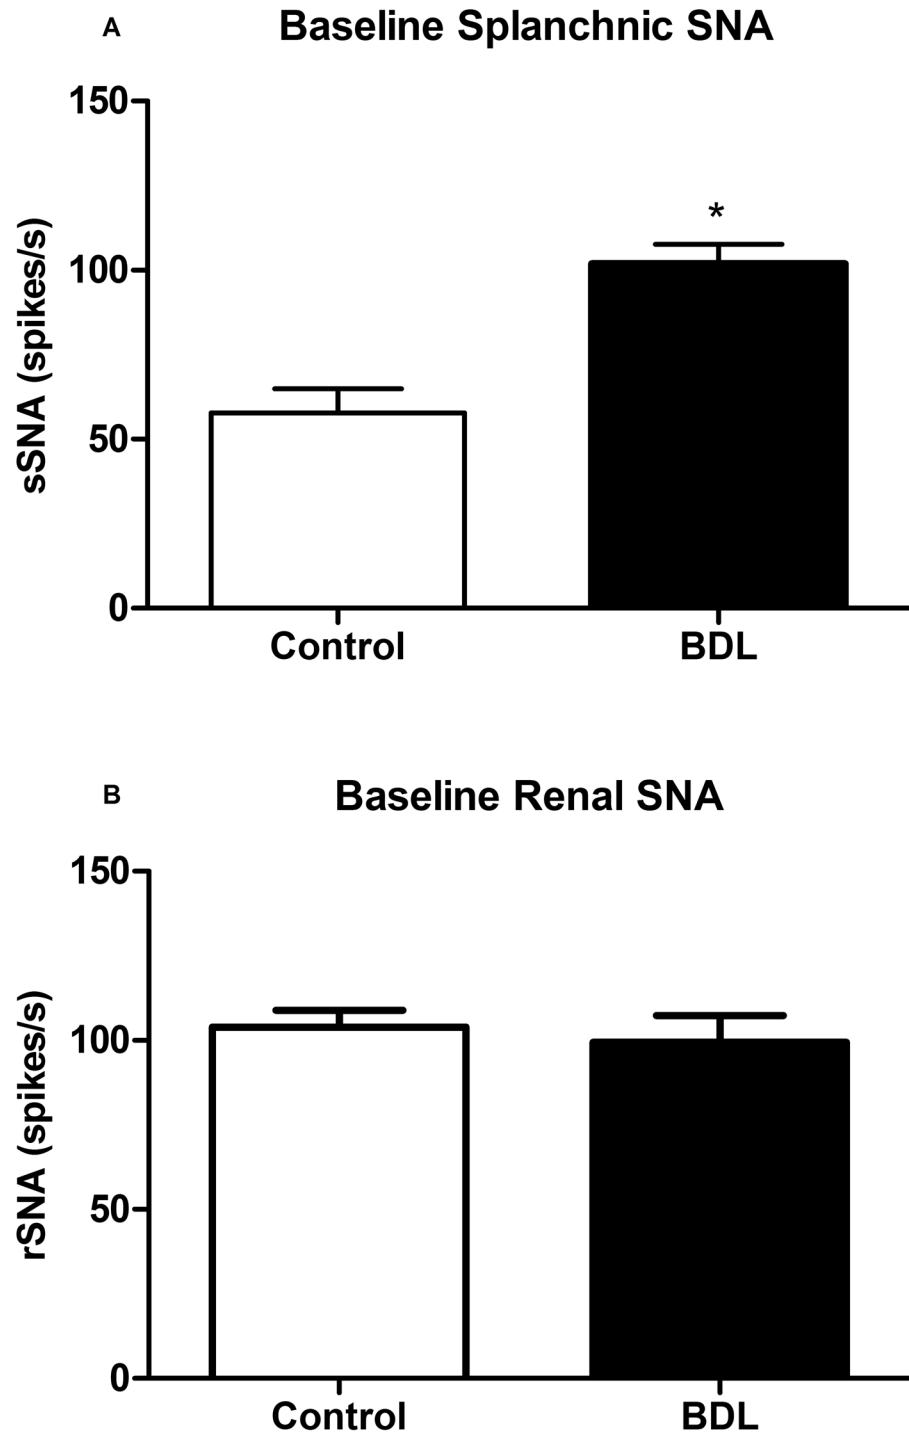 A
Baseline Splanchnic SNA
150
100
50
0
sSNA (spikes/s)
*
Control
BDL
B
Baseline Renal SNA
150
100
50
0
rSNA (spikes/s)
Control
BDL